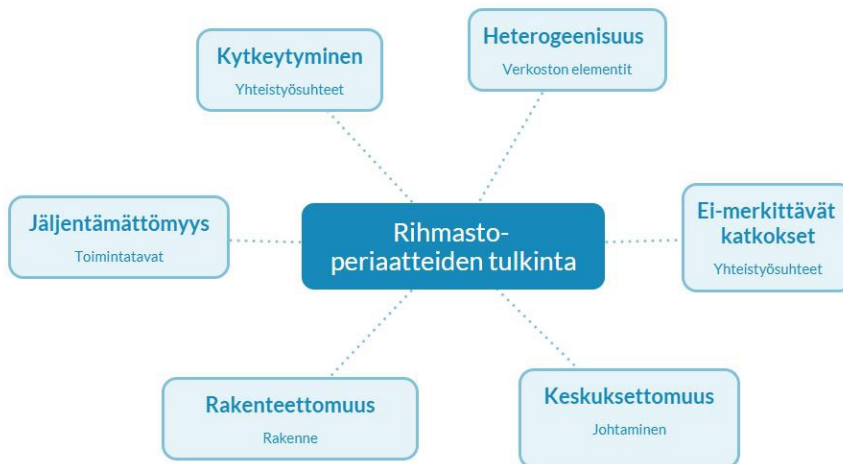 Kytkeytyminen
Yhteistyösuhteet
Heterogeenisuus
Verkoston elementit
Jäljentämättömyys
Toimintatavat
Rihmasto-
periaatteiden tulkinta
Ei-merkittävät
katkokset
Yhteistyösuhteet
Rakenteettomuus
Rakenne
Keskuksettomuus
Johtaminen